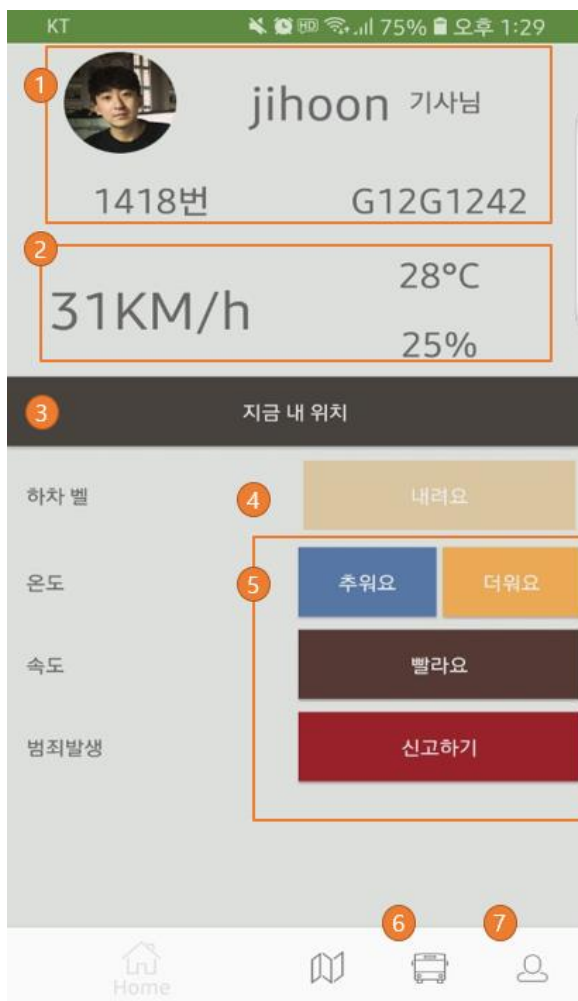 KT HD 75% 오후 1:29
1
jihoon 기사님
1418번 G12G1242
2
31KM/h
28°C
25%
3 지금 내 위치
하차 벨 4 내려요
온도 5 추워요 더워요
속도 빨라요
범죄발생 신고하기
6 7
Home